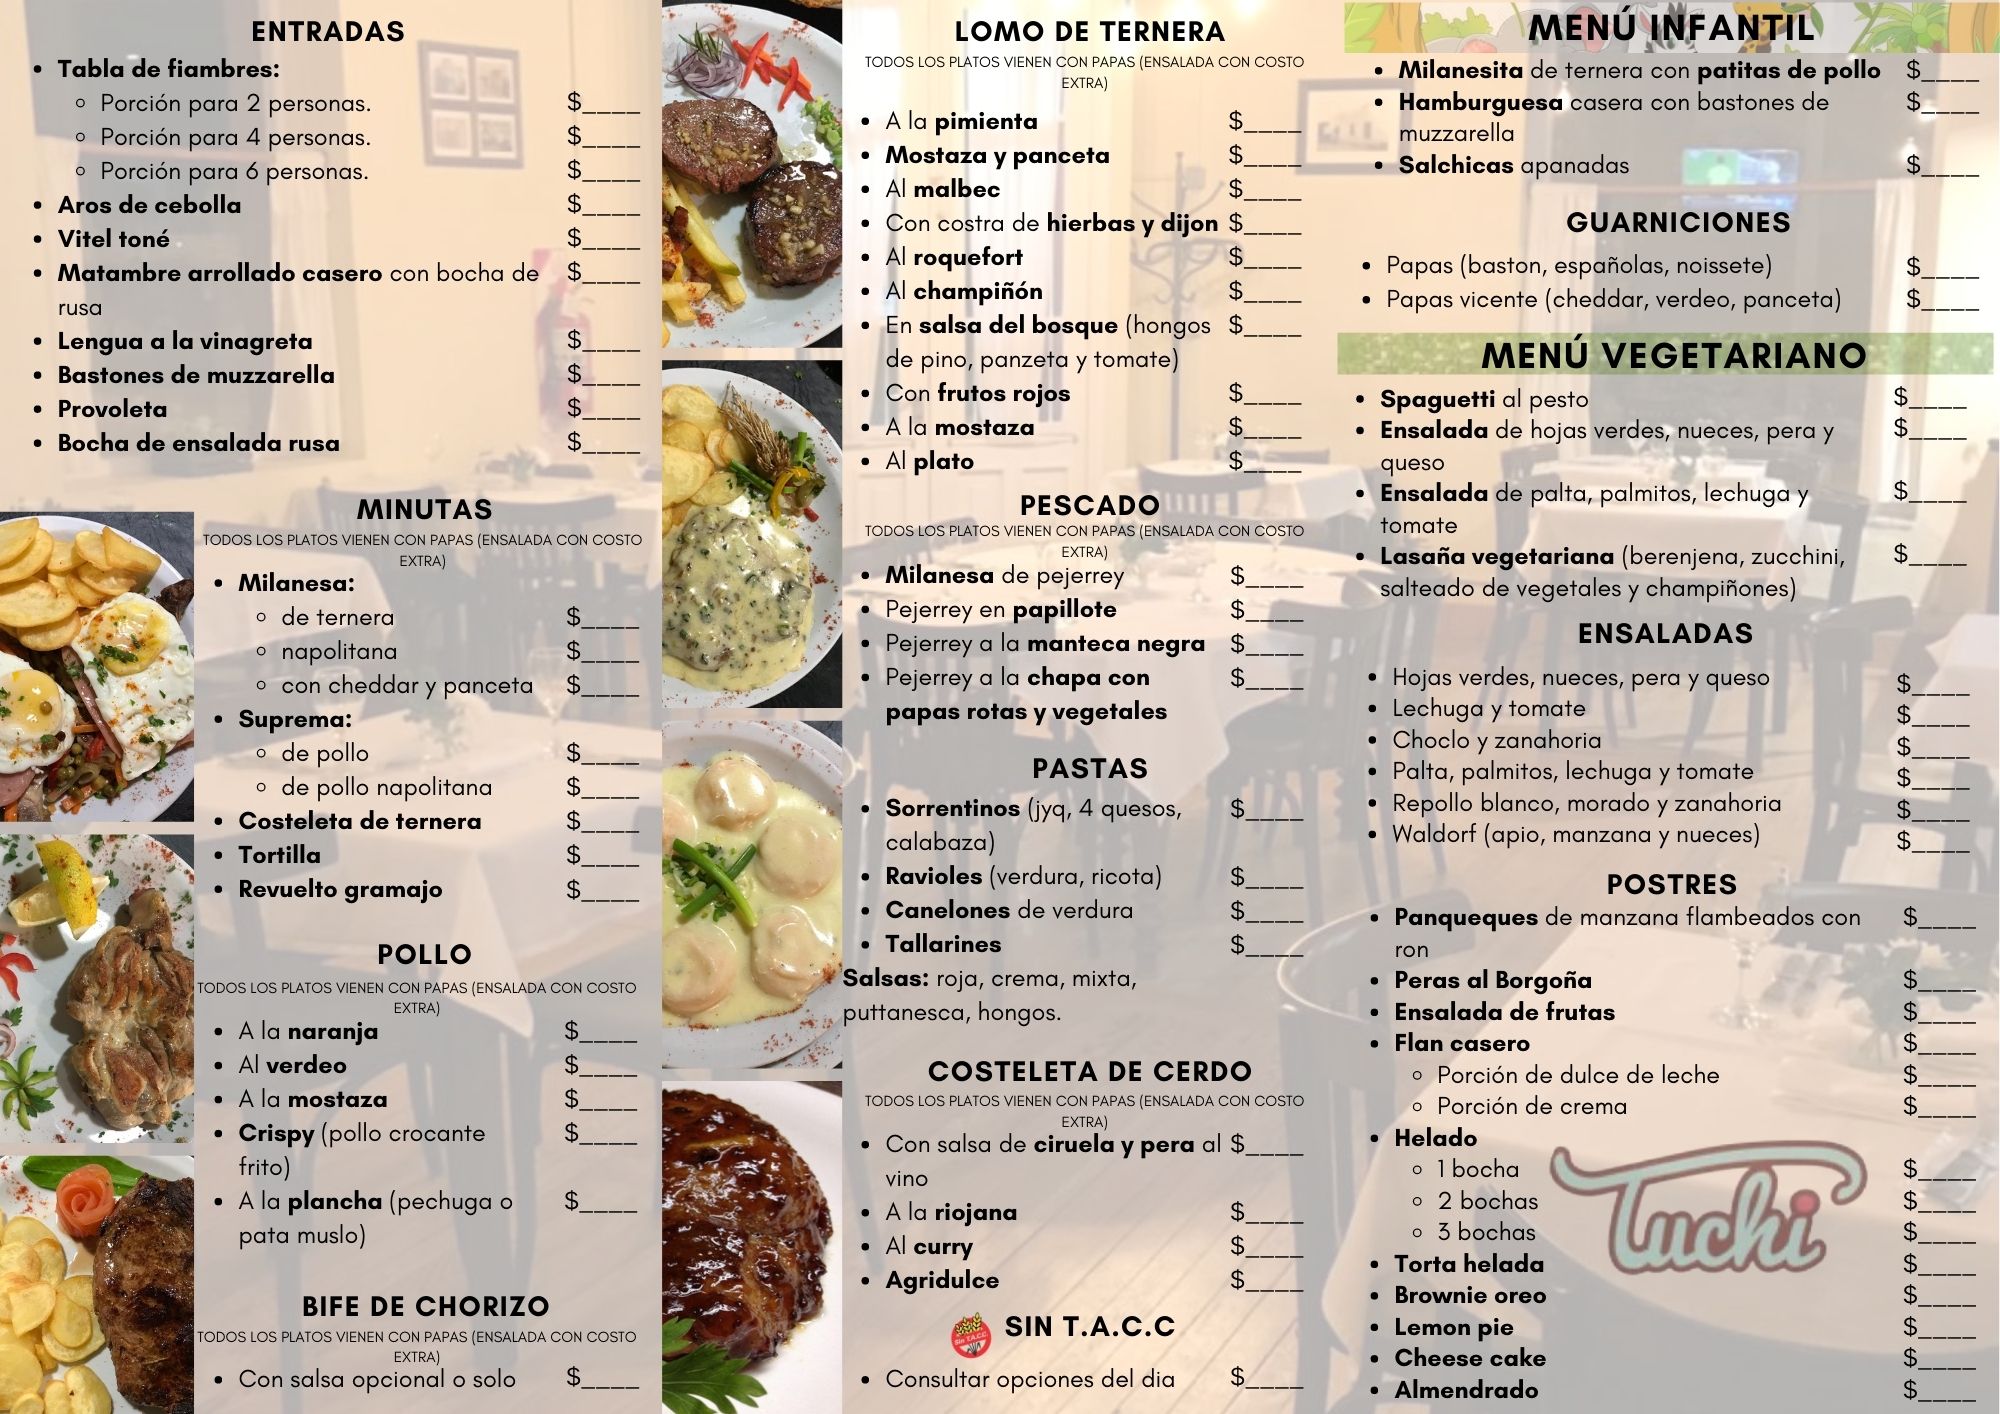 ENTRADAS
Tabla de fiambres:
Porción para 2 personas. $____
Porción para 4 personas. $____
Porción para 6 personas. $____
Aros de cebolla $____
Vitel toné $____
Matambre arrollado casero con bocha de $____
rusa
Lengua a la vinagreta $____
Bastones de muzzarella $____
Provoleta $____
Bocha de ensalada rusa $____
MINUTAS
TODOS LOS PLATOS VIENEN CON PAPAS (ENSALADA CON COSTO
EXTRA)
Milanesa:
de ternera $____
napolitana $____
con cheddar y panceta $____
Suprema:
de pollo $____
de pollo napolitana $____
Costeleta de ternera $____
Tortilla $____
Revuelto gramajo $____
POLLO
TODOS LOS PLATOS VIENEN CON PAPAS (ENSALADA CON COSTO
EXTRA)
A la naranja $____
Al verdeo $____
A la mostaza $____
Crispy (pollo crocante $____
frito)
A la plancha (pechuga o $____
pata muslo)
BIFE DE CHORIZO
TODOS LOS PLATOS VIENEN CON PAPAS (ENSALADA CON COSTO
EXTRA)
Con salsa opcional o solo $____
LOMO DE TERNERA
TODOS LOS PLATOS VIENEN CON PAPAS (ENSALADA CON COSTO
EXTRA)
A la pimienta $____
Mostaza y panceta $____
Al malbec $____
Con costra de hierbas y dijon $____
Al roquefort $____
Al champiñón $____
En salsa del bosque (hongos $____
de pino, panzeta y tomate)
Con frutos rojos $____
A la mostaza $____
Al plato $____
PESCADO
TODOS LOS PLATOS VIENEN CON PAPAS (ENSALADA CON COSTO
EXTRA)
Milanesa de pejerrey $____
Pejerrey en papillote $____
Pejerrey a la manteca negra $____
Pejerrey a la chapa con $____
papas rotas y vegetales
PASTAS
Sorrentinos (jyq, 4 quesos, $____
calabaza)
Ravioles (verdura, ricota) $____
Canelones de verdura $____
Tallarines $____
Salsas: roja, crema, mixta,
puttanesca, hongos.
COSTELETA DE CERDO
TODOS LOS PLATOS VIENEN CON PAPAS (ENSALADA CON COSTO
EXTRA)
Con salsa de ciruela y pera al $____
vino
A la riojana $____
Al curry $____
Agridulce $____
Sin T.A.C.C.
SIN T.A.C.C
Consultar opciones del dia $____
MENÚ INFANTIL
Milanesita de ternera con patitas de pollo $____
Hamburguesa casera con bastones de $____
muzzarella
Salchicas apanadas $____
GUARNICIONES
Papas (baston, españolas, noissete) $____
Papas vicente (cheddar, verdeo, panceta) $____
MENÚ VEGETARIANO
Spaguetti al pesto $____
Ensalada de hojas verdes, nueces, pera y $____
queso
Ensalada de palta, palmitos, lechuga y $____
tomate
Lasaña vegetariana (berenjena, zucchini, $____
salteado de vegetales y champiñones)
ENSALADAS
Hojas verdes, nueces, pera y queso $____
Lechuga y tomate $____
Choclo y zanahoria $____
Palta, palmitos, lechuga y tomate $____
Repollo blanco, morado y zanahoria $____
Waldorf (apio, manzana y nueces) $____
POSTRES
Panqueques de manzana flambeados con $____
ron
Peras al Borgoña $____
Ensalada de frutas $____
Flan casero $____
Porción de dulce de leche $____
Porción de crema $____
Helado
1 bocha $____
2 bochas $____
3 bochas $____
Tuchi
Torta helada $____
Brownie oreo $____
Lemon pie $____
Cheese cake $____
Almendrado $____